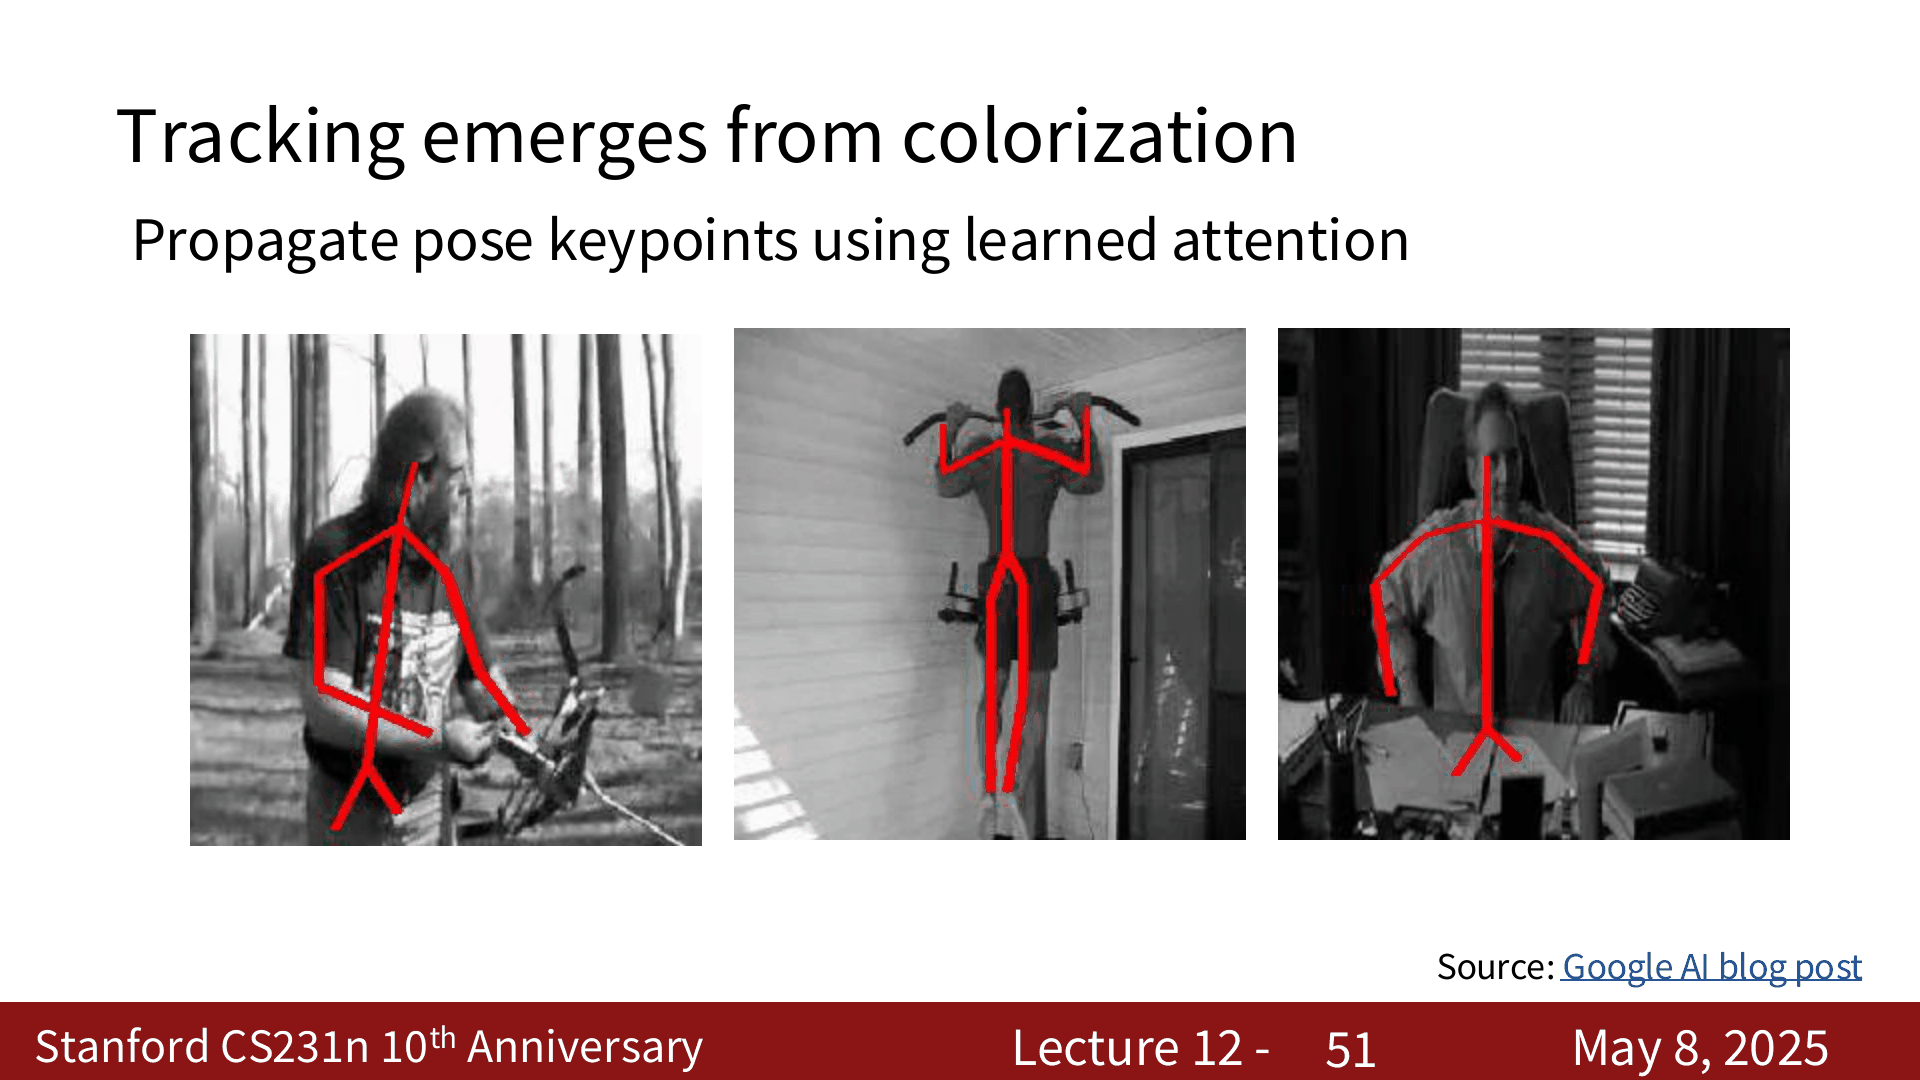 Tracking emerges from colorization
Propagate pose keypoints using learned attention
Source: Google AI blog post
Stanford CS231n 10th Anniversary
Lecture 12 - 51
May 8, 2025